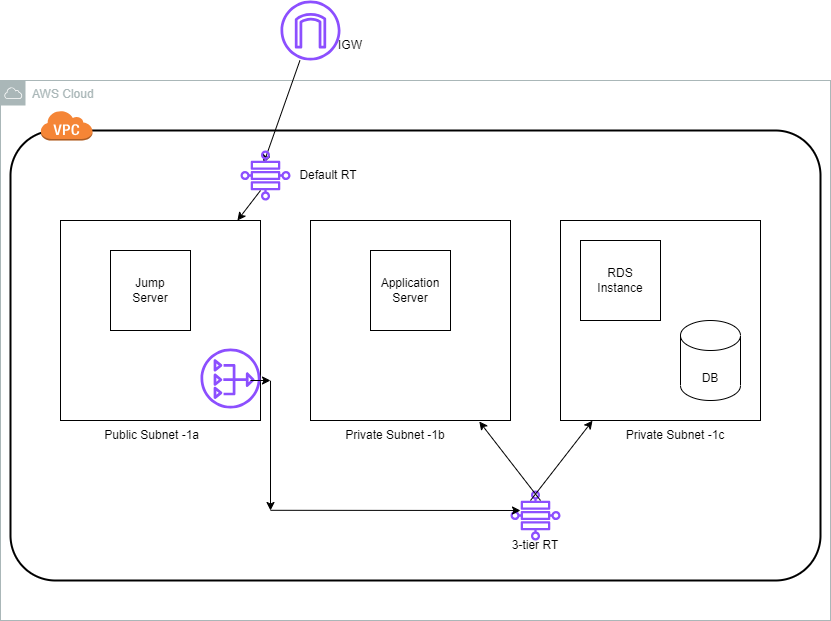 IGW
AWS Cloud
VPC
Default RT
Jump
Server
Application
Server
RDS
Instance
DB
Public Subnet -1a
Private Subnet -1b
Private Subnet -1c
3-tier RT